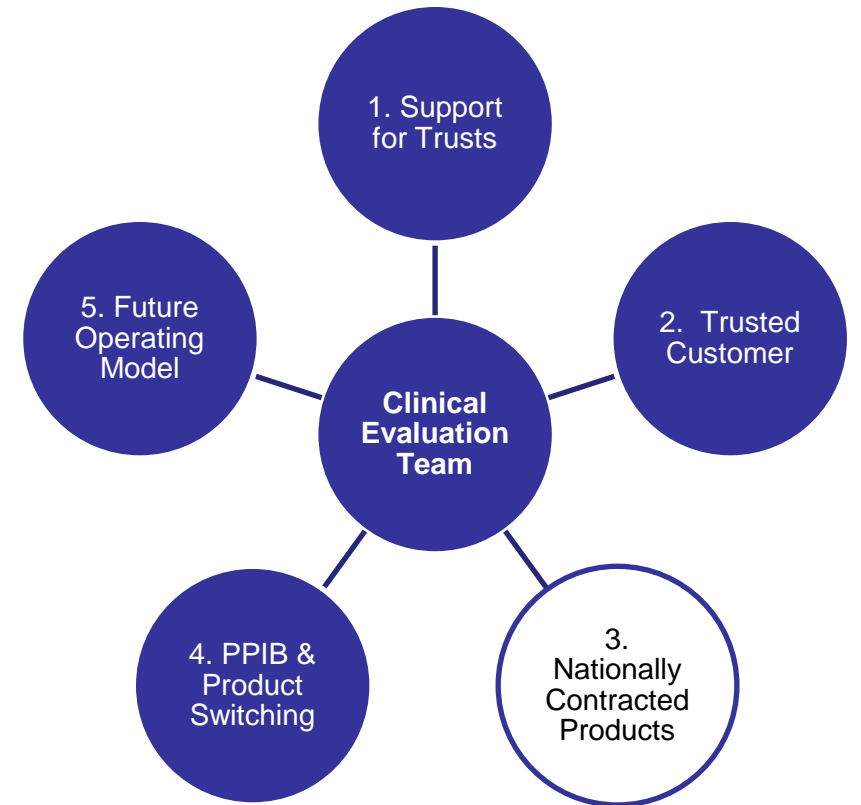 1. Support
for Trusts
2. Trusted
Customer
3.
Nationally
Contracted
Products
4. PPIB &
Product
Switching
5. Future
Operating
Model
Clinical
Evaluation
Team